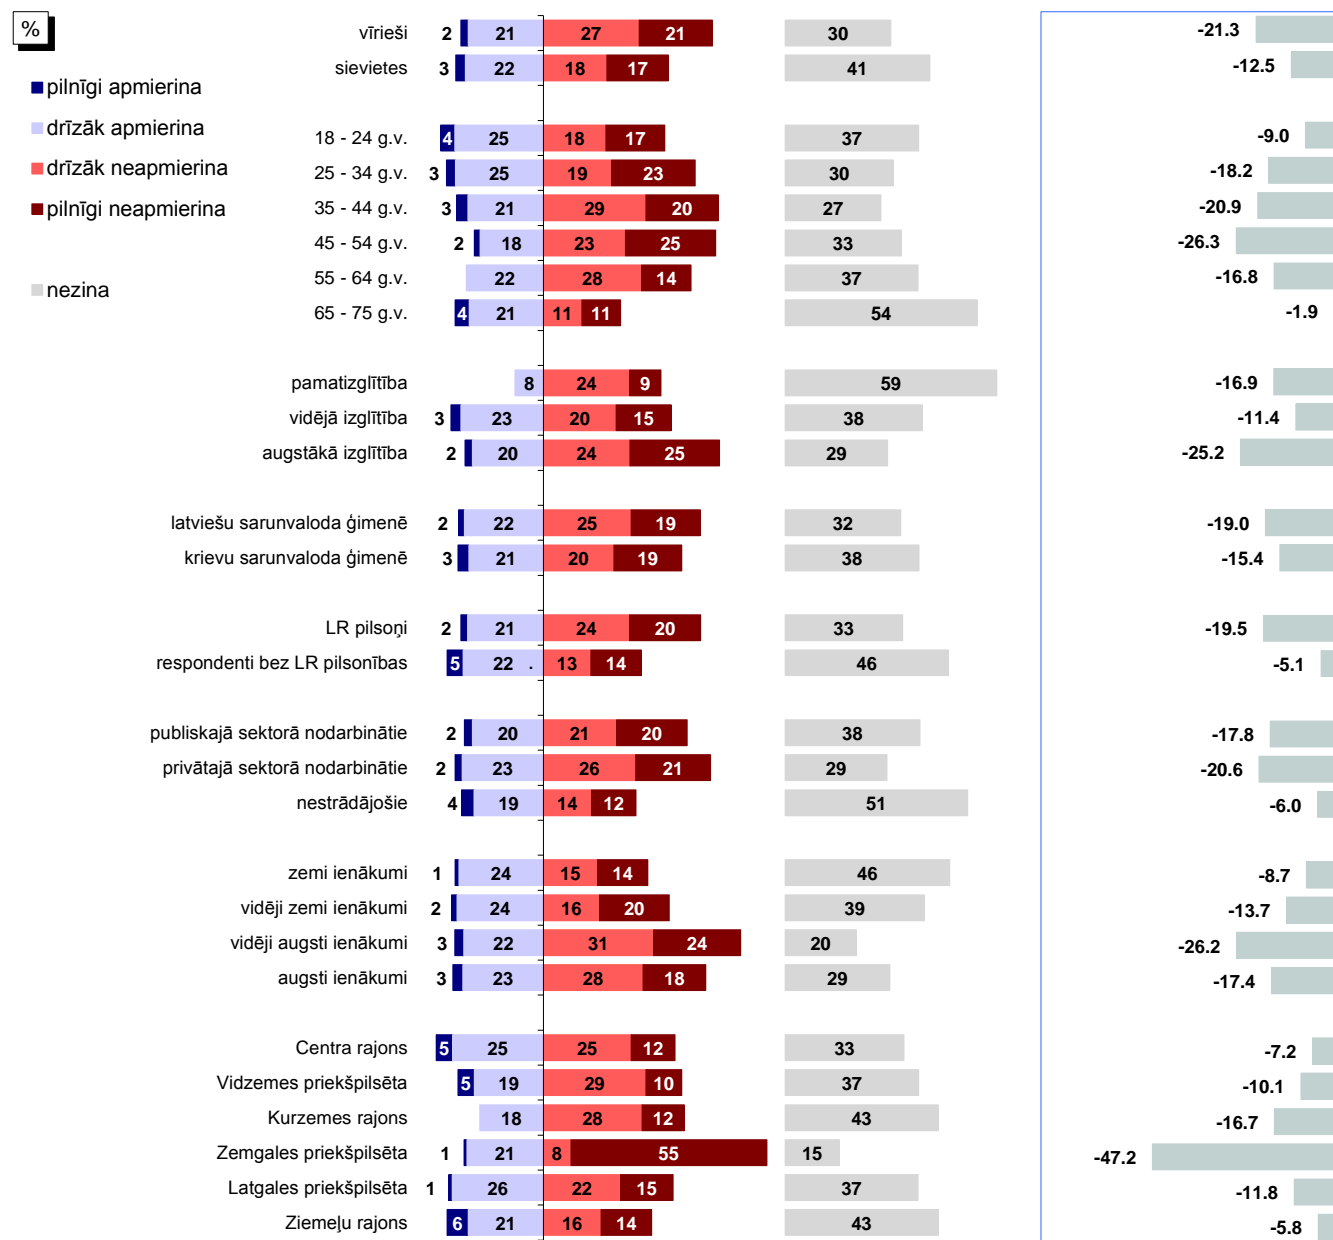 %
pilnīgi apmierina
drīzāk apmierina
drīzāk neapmierina
pilnīgi neapmierina
nezina
vīrieši 2 21 27 21 30 -21.3
sievietes 3 22 18 17 41 -12.5
18 - 24 g.v. 4 25 18 17 37 -9.0
25 - 34 g.v. 3 25 19 23 30 -18.2
35 - 44 g.v. 3 21 29 20 27 -20.9
45 - 54 g.v. 2 18 23 25 33 -26.3
55 - 64 g.v. 22 28 14 37 -16.8
65 - 75 g.v. 4 21 11 11 54 -1.9
pamatizglītība 8 24 9 59 -16.9
vidējā izglītība 3 23 20 15 38 -11.4
augstākā izglītība 2 20 24 25 29 -25.2
latviešu sarunvaloda ģimenē 2 22 25 19 32 -19.0
krievu sarunvaloda ģimenē 3 21 20 19 38 -15.4
LR pilsoņi 2 21 24 20 33 -19.5
respondenti bez LR pilsonības 5 22 . 13 14 46 -5.1
publiskajā sektorā nodarbinātie 2 20 21 20 38 -17.8
privātajā sektorā nodarbinātie 2 23 26 21 29 -20.6
nestrādājošie 4 19 14 12 51 -6.0
zemi ienākumi 1 24 15 14 46 -8.7
vidēji zemi ienākumi 2 24 16 20 39 -13.7
vidēji augsti ienākumi 3 22 31 24 20 -26.2
augsti ienākumi 3 23 28 18 29 -17.4
Centra rajons 5 25 25 12 33 -7.2
Vidzemes priekšpilsēta 5 19 29 10 37 -10.1
Kurzemes rajons 18 28 12 43 -16.7
Zemgales priekšpilsēta 1 21 8 55 15 -47.2
Latgales priekšpilsēta 1 26 22 15 37 -11.8
Ziemeļu rajons 6 21 16 14 43 -5.8